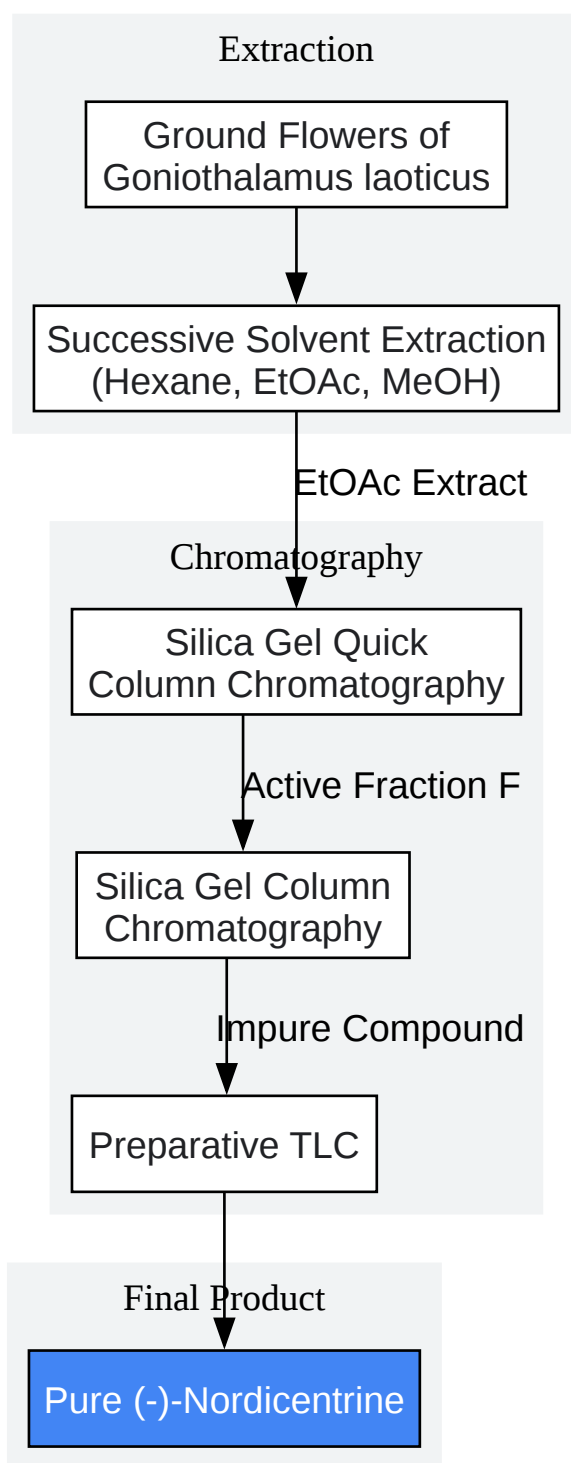 Extraction
Ground Flowers of
Goniothalamus laoticus
Successive Solvent Extraction
(Hexane, EtOAc, MeOH)
EtOAc Extract
Chromatography
Silica Gel Quick
Column Chromatography
Active Fraction F
Silica Gel Column
Chromatography
Impure Compound
Preparative TLC
Final Product
Pure (-)-Nordicentrine